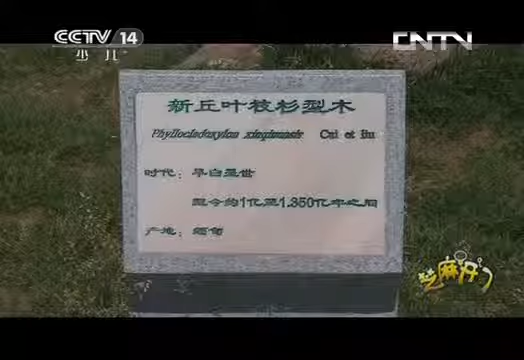 CCTV 14
少儿
CNTV
新丘叶枝杉型木
Phyllocladoxylon xinqiuensis Cui et liu
时代：早白垩世
距今约1亿至1.350亿年之间
产地：缅甸
芝麻开门